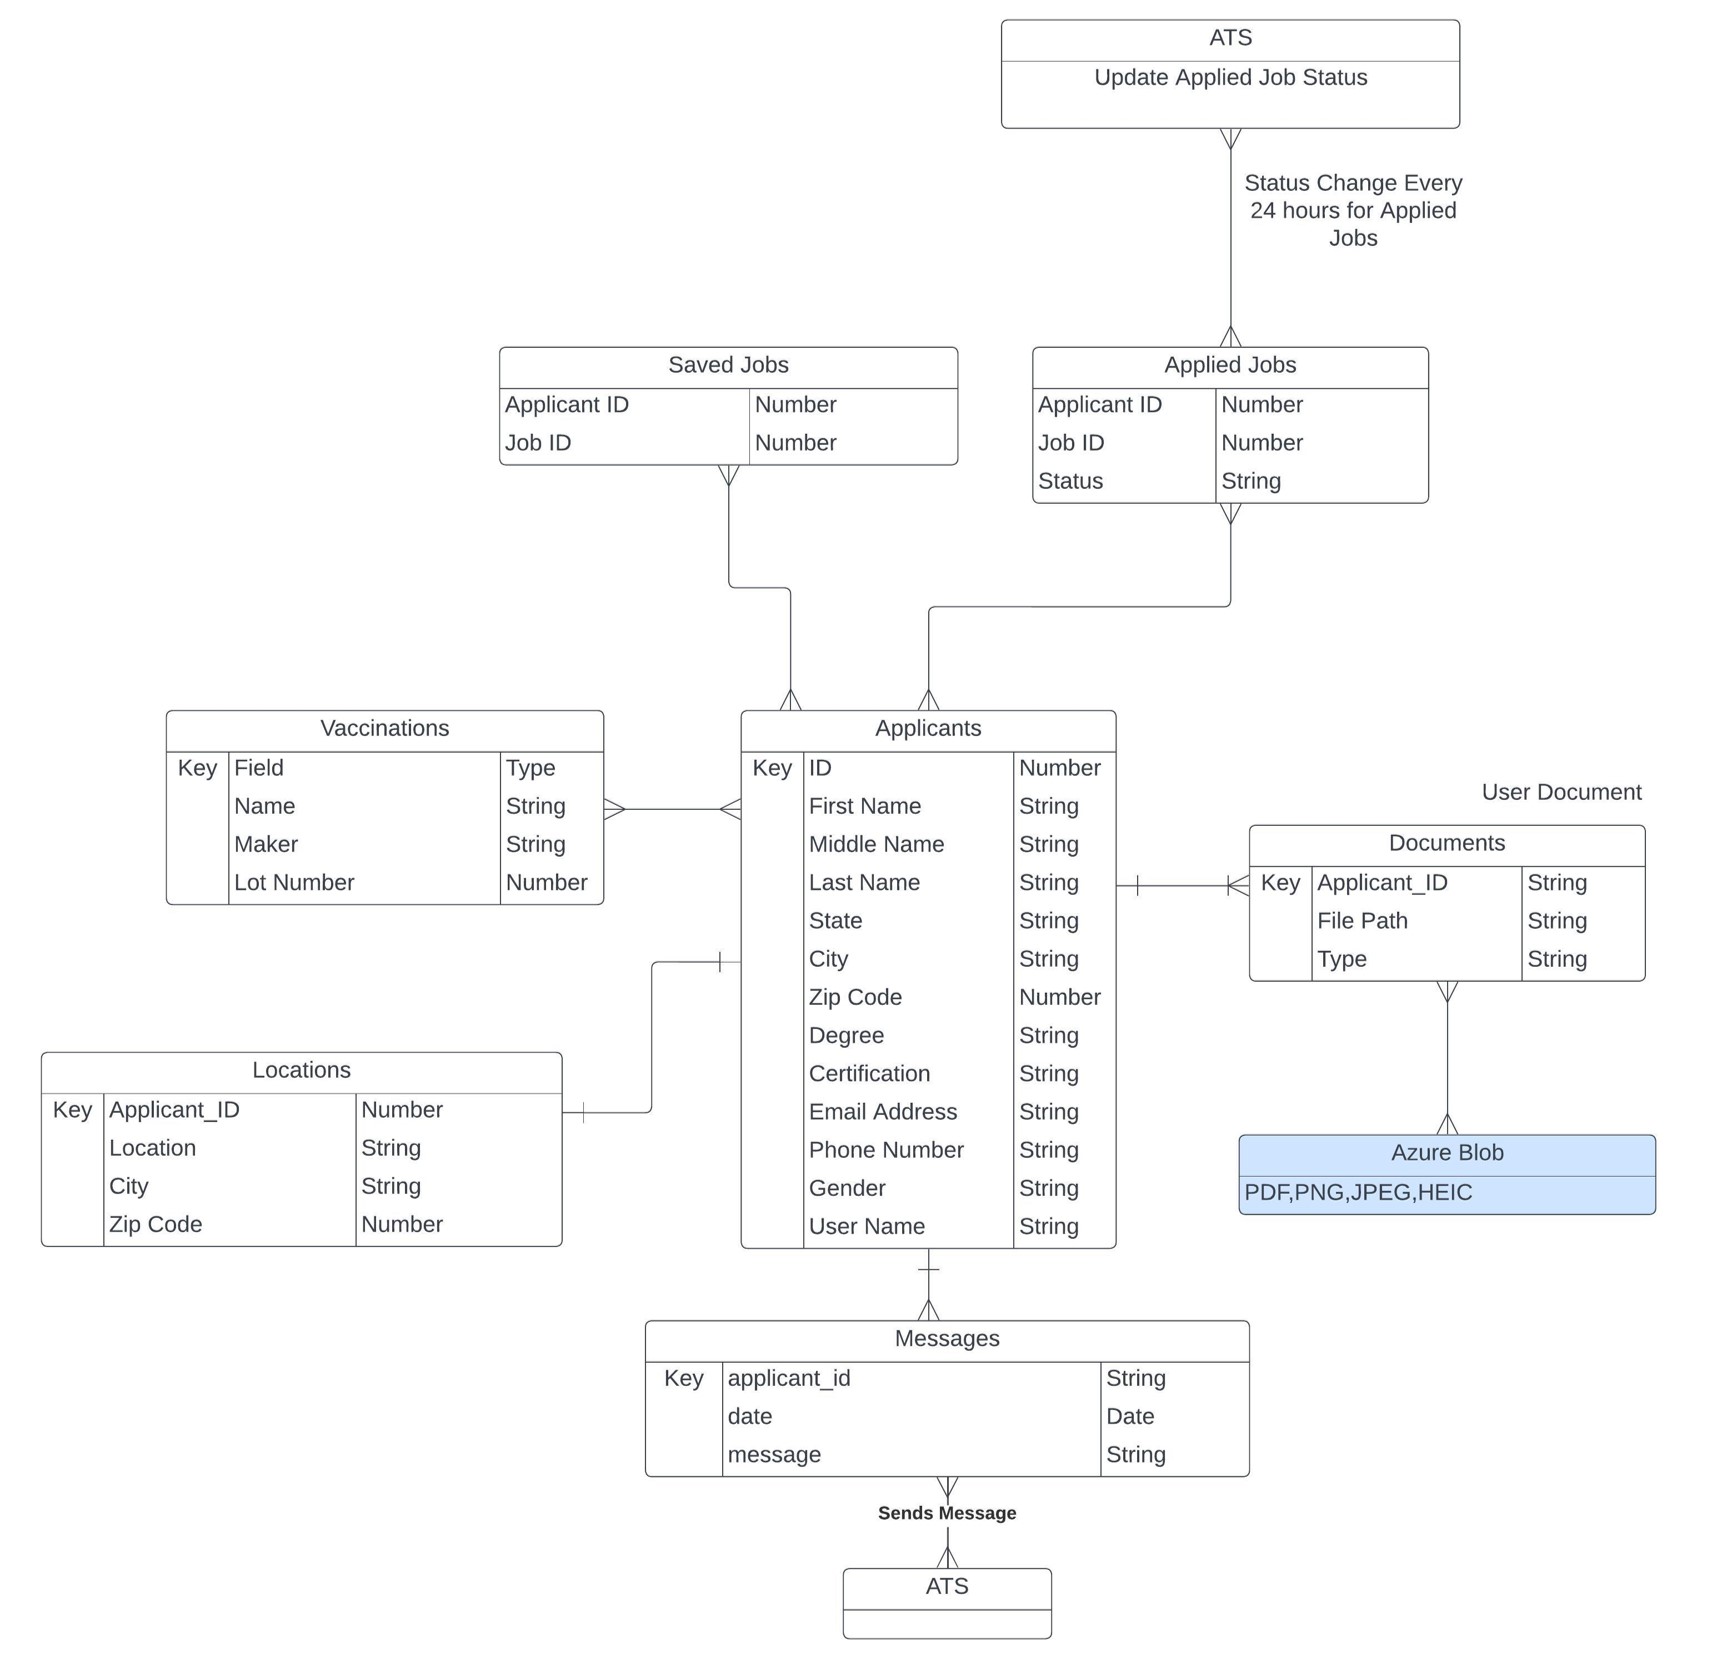 ATS
Update Applied Job Status
Status Change Every
24 hours for Applied
Jobs
Saved Jobs
Applicant ID Number
Job ID Number
Applied Jobs
Applicant ID Number
Job ID Number
Status String
Vaccinations
Key Field Type
Name String
Maker String
Lot Number Number
Applicants
Key ID Number
First Name String
Middle Name String
Last Name String
State String
City String
Zip Code Number
Degree String
Certification String
Email Address String
Phone Number String
Gender String
User Name String
User Document
Documents
Key Applicant_ID String
File Path String
Type String
Locations
Key Applicant_ID Number
Location String
City String
Zip Code Number
Azure Blob
PDF,PNG,JPEG,HEIC
Messages
Key applicant_id String
date Date
message String
Sends Message
ATS